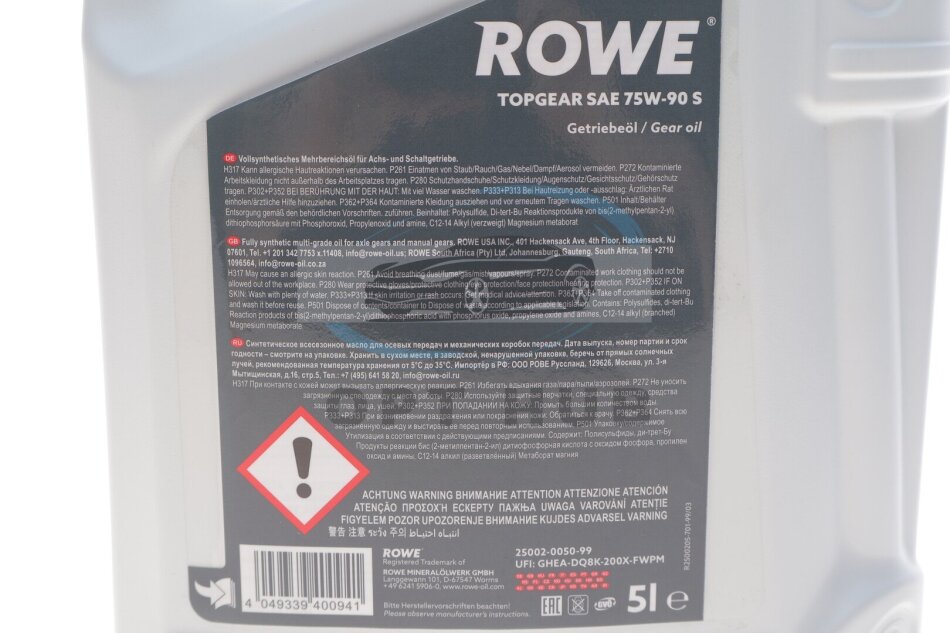 ROWE®
TOPGEAR SAE 75W-90 S
Getriebeöl / Gear oil
DE Vollsynthetisches Mehrbereichsöl für Achs- und Schaltgetriebe.
H317 Kann allergische Hautreaktionen verursachen. P261 Einatmen von Staub/Rauch/Gas/Nebel/Dampf/Aerosol vermeiden. P272 Kontaminierte
Arbeitskleidung nicht außerhalb des Arbeitsplatzes tragen. P280 Schutzhandschuhe/Schutzkleidung/Augenschutz/Gesichtsschutz/Gehörschutz
tragen. P302+P352 BEI BERÜHRUNG MIT DER HAUT: Mit viel Wasser waschen. P333+P313 Bei Hautreizung oder -ausschlag: Ärztlichen Rat
einholen/ärztliche Hilfe hinzuziehen. P362+P364 Kontaminierte Kleidung ausziehen und vor erneutem Tragen waschen. P501 Inhalt/Behälter
Entsorgung gemäß den behördlichen Vorschriften. zuführen. Beinhaltet: Polysulfide, Di-tert-Bu Reaktionsprodukte von bis(2-methylpentan-2-yl)
dithiophosphorsäure mit Phosphor, Propylenoxid und amine, C12-14 Alkyl (verzweigt) Magnesium metaborat
GB Fully synthetic multi-grade oil for axle gears and manual gears. ROWE USA INC., 401 Hackensack Ave. 4th Floor, Hackensack, NJ
07601, Tel. +1 201 342 7753 x:11408, info@rowe-oil.us; ROWE South Africa (Pty) Ltd, Johannesburg, Gauteng, South Africa, Tel: +2710
1096564, info@rowe-oil.co.za
H317 May cause an allergic skin reaction. P261 Avoid breathing dust/fume/gas/mist/vapours/spray. P272 Contaminated work clothing should not be
allowed out of the workplace. P280 Wear protective gloves/protective clothing/eye protection/face protection/hearing protection. P302+P352 IF ON
SKIN: Wash with plenty of water. P333+P313 If skin irritation or rash occurs: Get medical advice/attention. P362+P364 Take off contaminated clothing
and wash it before reuse. P501 Dispose of contents/container to Dispose of waste according to applicable legislation. Contains: Polysulfides, di-tert-Bu
Reaction products of bis(2-methylpentan-2-yl)dithiophosphoric acid with phosphorus oxide, propylene oxide and amines, C12-14 alkyl (branched)
Magnesium metaborate
RU Синтетическое всесезонное масло для осевых передач и механических коробок передач. Дата выпуска, номер партии и срок
годности – смотрите на упаковке. Хранить в сухом месте, в заводской, ненарушенной упаковке, беречь от прямых солнечных
лучей, рекомендованная температура хранения от 5°C до 35°C. Импортёр в РФ: ООО РОВЕ Руссланд, 129626, Москва, ул. 3-я
Мытищинская, д.16, стр.5, Тел.: +7 (495) 641 58 20, info@rowe-oil.com
H317 При контакте с кожей может вызывать аллергическую реакцию. P261 Избегать вдыхания газа/пара/пыли/аэрозолей. P272 Не уносить
загрязненную спецодежду с места работы. P280 Используйте защитные перчатки, специальную одежду, средства
защиты глаз, лица, ушей. P302+P352 ПРИ ПОПАДАНИИ НА КОЖУ: Промыть большим количеством воды.
P333+P313 При возникновении раздражения или покраснения кожи: Обратиться к врачу. P362+P364 Снять всю
загрязненную одежду и выстирать ее перед повторным использованием. P501 Упаковку/содержимое
Утилизация в соответствии с действующими предписаниями. Содержит: Полисульфиды, ди-трет-Бу
Продукты реакции бис (2-метилпентан-2-ил) дитиофосфорная кислота с оксидом фосфора, пропилен
оксид и амины, C12-14 алкил (разветвлённый) Метаборат магния
ACHTUNG WARNING ВНИМАНИЕ ATTENTION ATTENZIONE ATENCIÓN
ATENÇÃO ΠΡΟΣΟΧΉ ЕСКЕРТУ ПАЖЊА UWAGA VAROVÁNÍ ATENȚIE
FIGYELEM POZOR UPOZORENJE ВНИМАНИЕ KUJDES ADVARSEL VARNING
警告 注意 ระวัง 주의 احتیاط انتباه
4 049339 400941
ROWE®
Registered Trademark of
ROWE MINERALÖLWERK GMBH
Langgewann 101, D-67547 Worms
+49 6241 5906-0, www.rowe-oil.com
Bitte Herstellervorschriften beachten!
Please observe manufacturer's instructions.
25002-0050-99
UFI: GHEA-DQ8K-200X-FWPM
EAC
5l e
R2500205-701-99/03